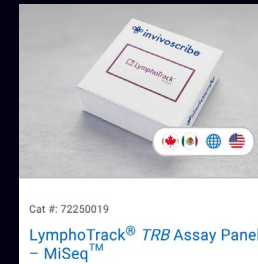 invivoscribe
LymphoTrack
Cat #: 72250019
LymphoTrack® TRB Assay Panel
– MiSeq™